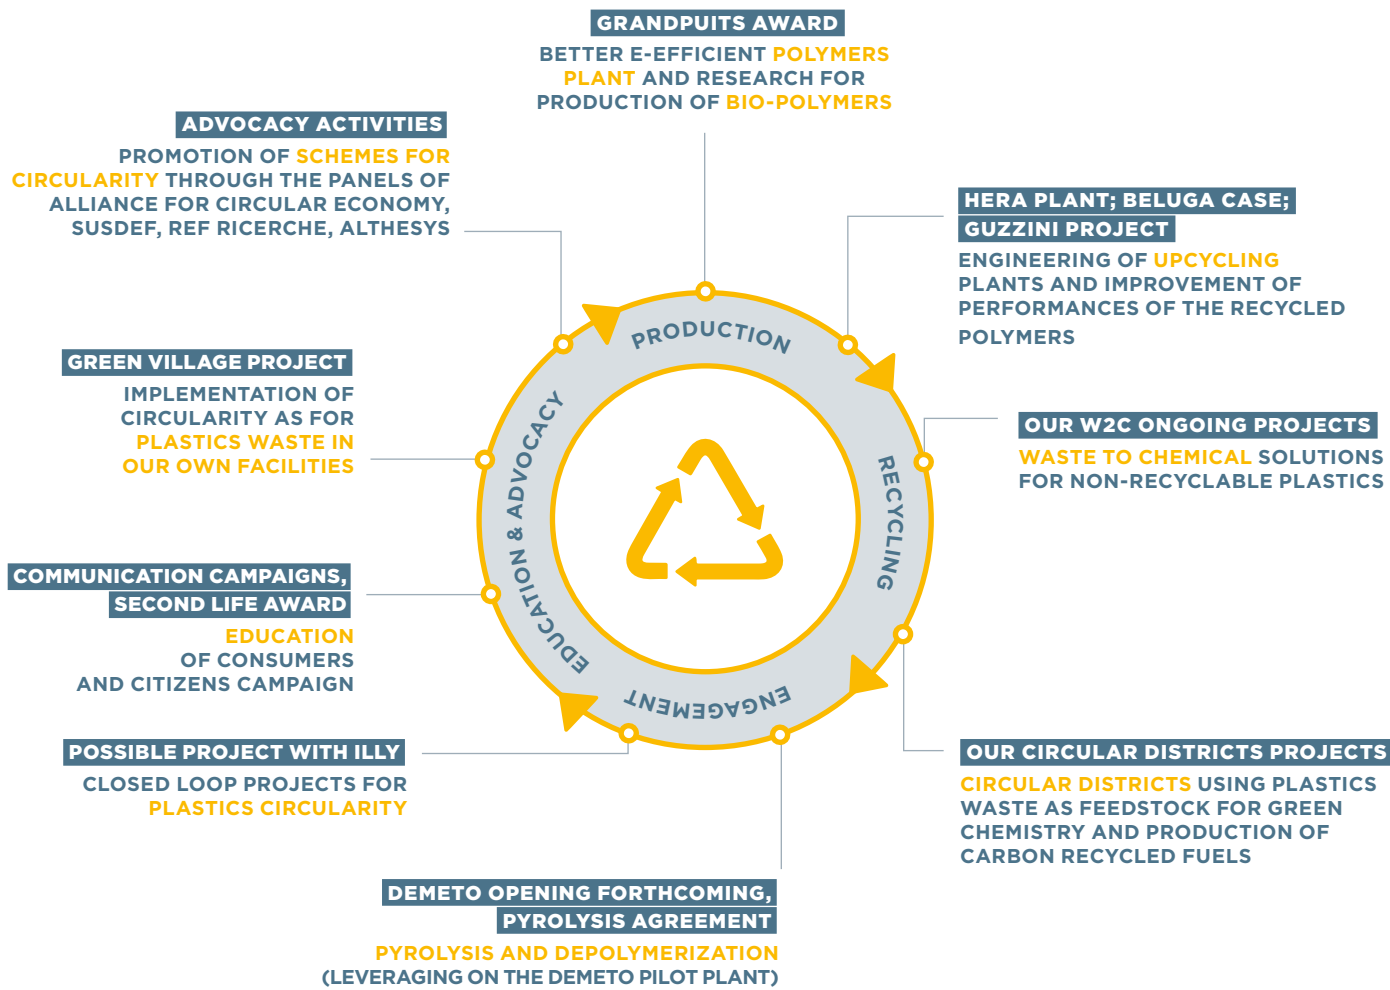 GRANDPUITS AWARD
BETTER E-EFFICIENT POLYMERS
PLANT AND RESEARCH FOR
PRODUCTION OF BIO-POLYMERS
ADVOCACY ACTIVITIES
PROMOTION OF SCHEMES FOR
CIRCULARITY THROUGH THE PANELS OF
ALLIANCE FOR CIRCULAR ECONOMY,
SUSDEF, REF RICERCHE, ALTHESYS
HERA PLANT; BELUGA CASE;
GUZZINI PROJECT
ENGINEERING OF UPCYCLING
PLANTS AND IMPROVEMENT OF
PERFORMANCES OF THE RECYCLED
POLYMERS
GREEN VILLAGE PROJECT
IMPLEMENTATION OF
CIRCULARITY AS FOR
PLASTICS WASTE IN
OUR OWN FACILITIES
OUR W2C ONGOING PROJECTS
WASTE TO CHEMICAL SOLUTIONS
FOR NON-RECYCLABLE PLASTICS
PRODUCTION
RECYCLING
ENGAGEMENT
EDUCATION & ADVOCACY
COMMUNICATION CAMPAIGNS,
SECOND LIFE AWARD
EDUCATION
OF CONSUMERS
AND CITIZENS CAMPAIGN
POSSIBLE PROJECT WITH ILLY
CLOSED LOOP PROJECTS FOR
PLASTICS CIRCULARITY
OUR CIRCULAR DISTRICTS PROJECTS
CIRCULAR DISTRICTS USING PLASTICS
WASTE AS FEEDSTOCK FOR GREEN
CHEMISTRY AND PRODUCTION OF
CARBON RECYCLED FUELS
DEMETO OPENING FORTHCOMING,
PYROLYSIS AGREEMENT
PYROLYSIS AND DEPOLYMERIZATION
(LEVERAGING ON THE DEMETO PILOT PLANT)